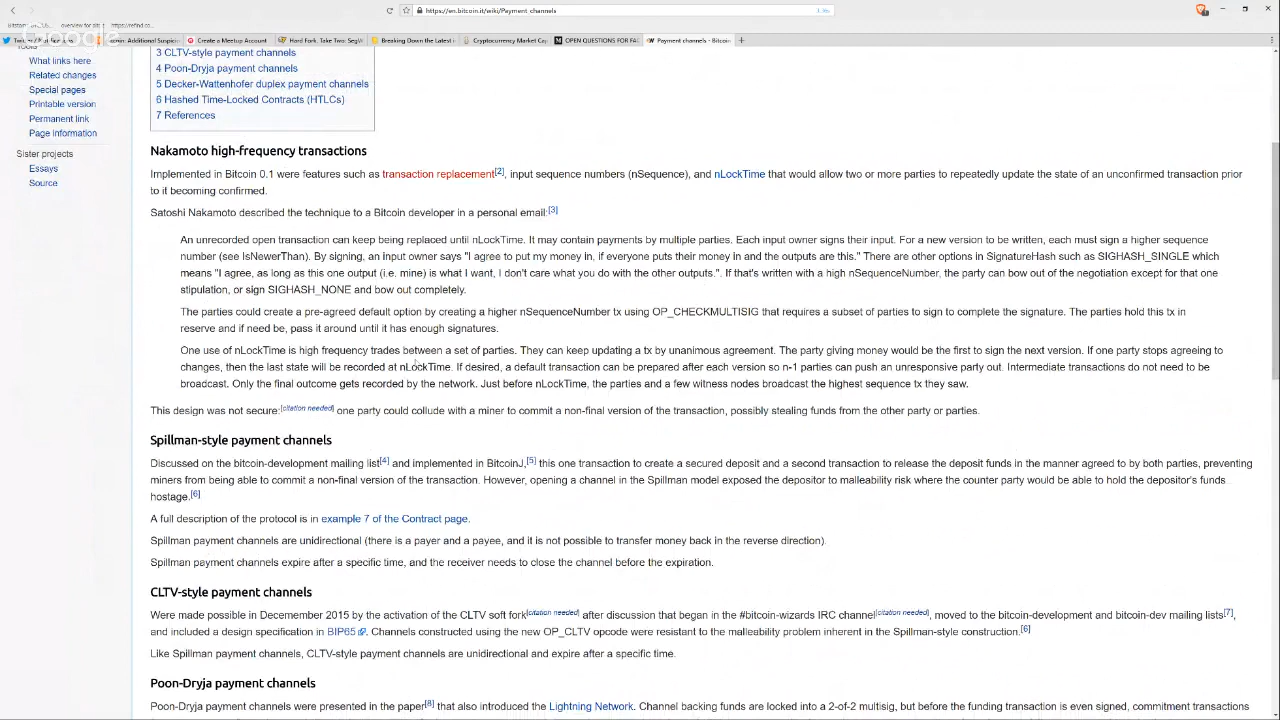 https://en.bitcoin.it/wiki/Payment_channels
Google
Additional Suspicio
Create a Meetup Account
Hard Fork. Take Two: SegW
Breaking Down the Latest i
Cryptocurrency Market Cap
OPEN QUESTIONS FOR FAC
Payment channels - Bitcoin
What links here
Related changes
Special pages
Printable version
Permanent link
Page information
Sister projects
Essays
Source
3 CLTV-style payment channels
4 Poon-Dryja payment channels
5 Decker-Wattenhofer duplex payment channels
6 Hashed Time-Locked Contracts (HTLCs)
7 References
Nakamoto high-frequency transactions
Implemented in Bitcoin 0.1 were features such as transaction replacement[2], input sequence numbers (nSequence), and nLockTime that would allow two or more parties to repeatedly update the state of an unconfirmed transaction prior
to it becoming confirmed.
Satoshi Nakamoto described the technique to a Bitcoin developer in a personal email:[3]
An unrecorded open transaction can keep being replaced until nLockTime. It may contain payments by multiple parties. Each input owner signs their input. For a new version to be written, each must sign a higher sequence
number (see IsNewerThan). By signing, an input owner says "I agree to put my money in, if everyone puts their money in and the outputs are this." There are other options in SignatureHash such as SIGHASH_SINGLE which
means "I agree, as long as this one output (i.e. mine) is what I want, I don't care what you do with the other outputs.". If that's written with a high nSequenceNumber, the party can bow out of the negotiation except for that one
stipulation, or sign SIGHASH_NONE and bow out completely.
The parties could create a pre-agreed default option by creating a higher nSequenceNumber tx using OP_CHECKMULTISIG that requires a subset of parties to sign to complete the signature. The parties hold this tx in
reserve and if need be, pass it around until it has enough signatures.
One use of nLockTime is high frequency trades between a set of parties. They can keep updating a tx by unanimous agreement. The party giving money would be the first to sign the next version. If one party stops agreeing to
changes, then the last state will be recorded at nLockTime. If desired, a default transaction can be prepared after each version so n-1 parties can push an unresponsive party out. Intermediate transactions do not need to be
broadcast. Only the final outcome gets recorded by the network. Just before nLockTime, the parties and a few witness nodes broadcast the highest sequence tx they saw.
This design was not secure:[citation needed] one party could collude with a miner to commit a non-final version of the transaction, possibly stealing funds from the other party or parties.
Spillman-style payment channels
Discussed on the bitcoin-development mailing list[4] and implemented in BitcoinJ,[5] this one transaction to create a secured deposit and a second transaction to release the deposit funds in the manner agreed to by both parties, preventing
miners from being able to commit a non-final version of the transaction. However, opening a channel in the Spillman model exposed the depositor to malleability risk where the counter party would be able to hold the depositor's funds
hostage.[6]
A full description of the protocol is in example 7 of the Contract page.
Spillman payment channels are unidirectional (there is a payer and a payee, and it is not possible to transfer money back in the reverse direction).
Spillman payment channels expire after a specific time, and the receiver needs to close the channel before the expiration.
CLTV-style payment channels
Were made possible in Decemember 2015 by the activation of the CLTV soft fork[citation needed] after discussion that began in the #bitcoin-wizards IRC channel[citation needed], moved to the bitcoin-development and bitcoin-dev mailing lists[7],
and included a design specification in BIP65. Channels constructed using the new OP_CLTV opcode were resistant to the malleability problem inherent in the Spillman-style construction.[6]
Like Spillman payment channels, CLTV-style payment channels are unidirectional and expire after a specific time.
Poon-Dryja payment channels
Poon-Dryja payment channels were presented in the paper[8] that also introduced the Lightning Network. Channel backing funds are locked into a 2-of-2 multisig, but before the funding transaction is even signed, commitment transactions